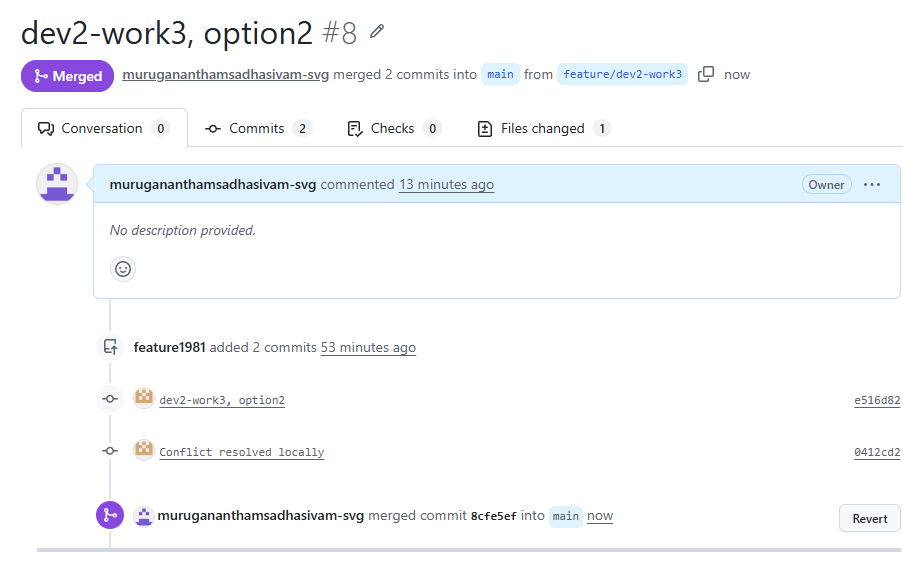 dev2-work3, option2 #8
Merged murugananthamsadhasivam-svg merged 2 commits into main from feature/dev2-work3 now
Conversation 0 Commits 2 Checks 0 Files changed 1
murugananthamsadhasivam-svg commented 13 minutes ago Owner ...
No description provided.
feature1981 added 2 commits 53 minutes ago
dev2-work3, option2 e516d82
Conflict resolved locally 0412cd2
murugananthamsadhasivam-svg merged commit 8cfe5ef into main now Revert